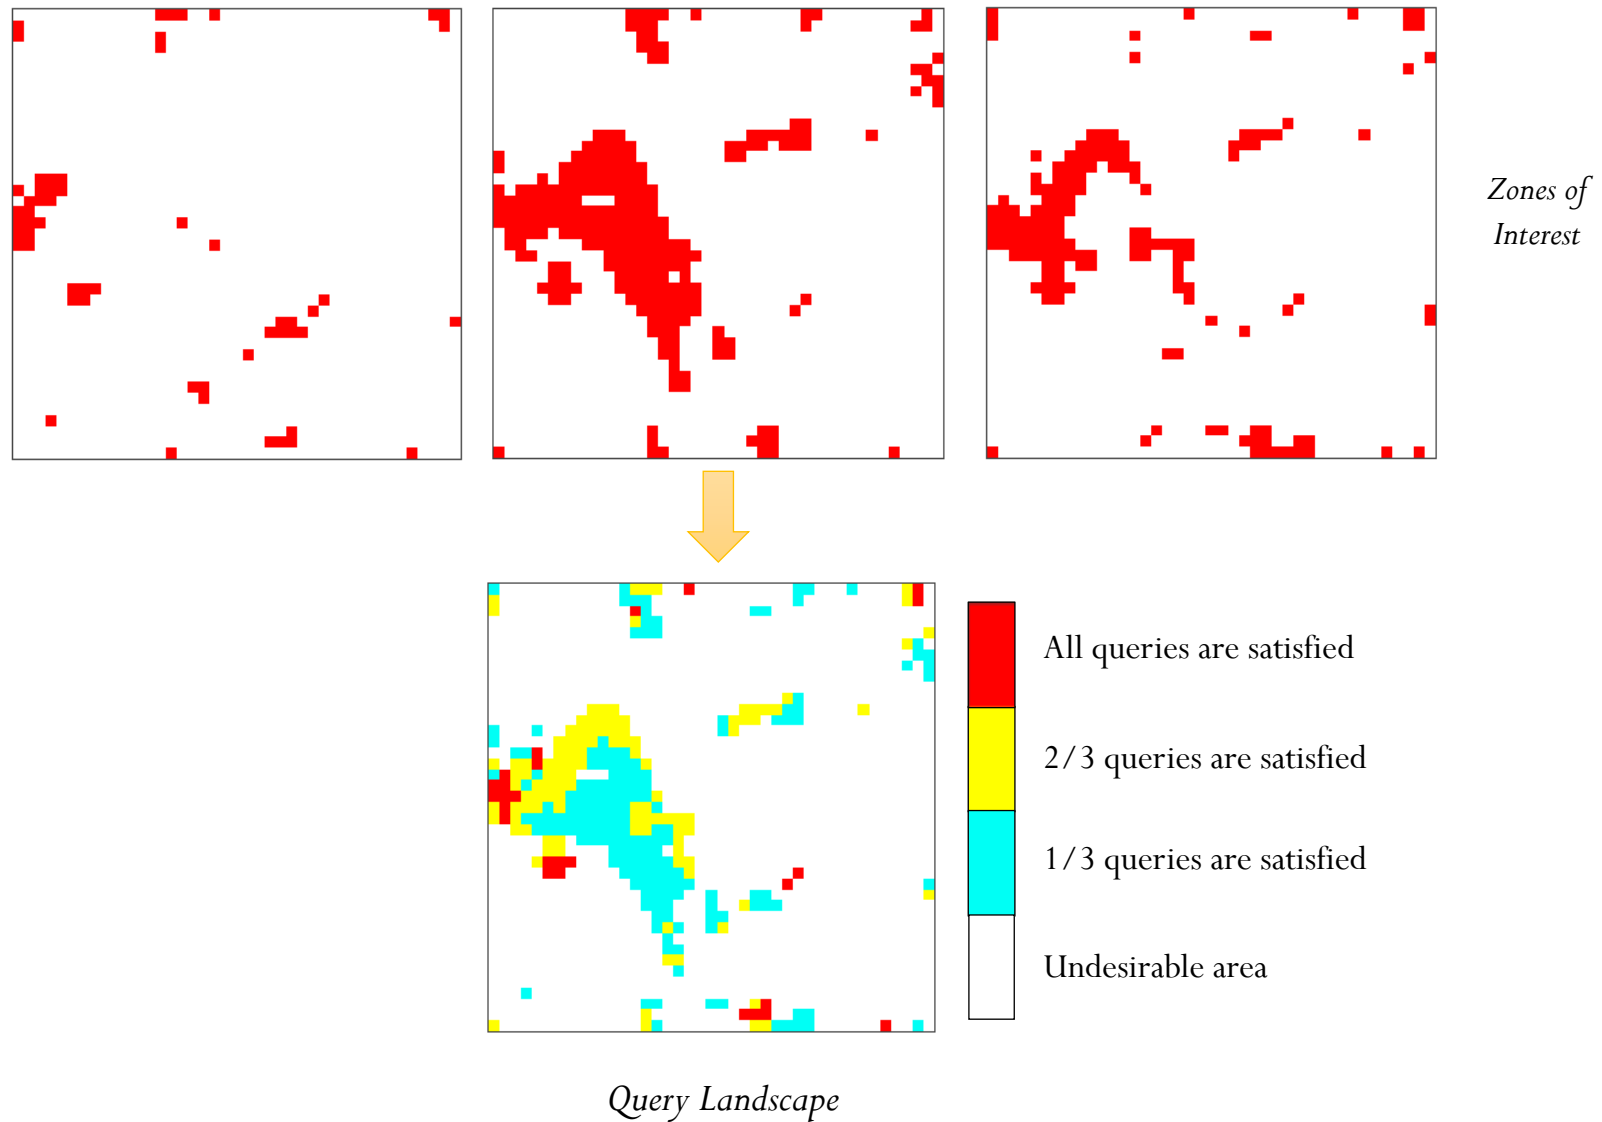 Zones of
Interest
All queries are satisfied
2/3 queries are satisfied
1/3 queries are satisfied
Undesirable area
Query Landscape